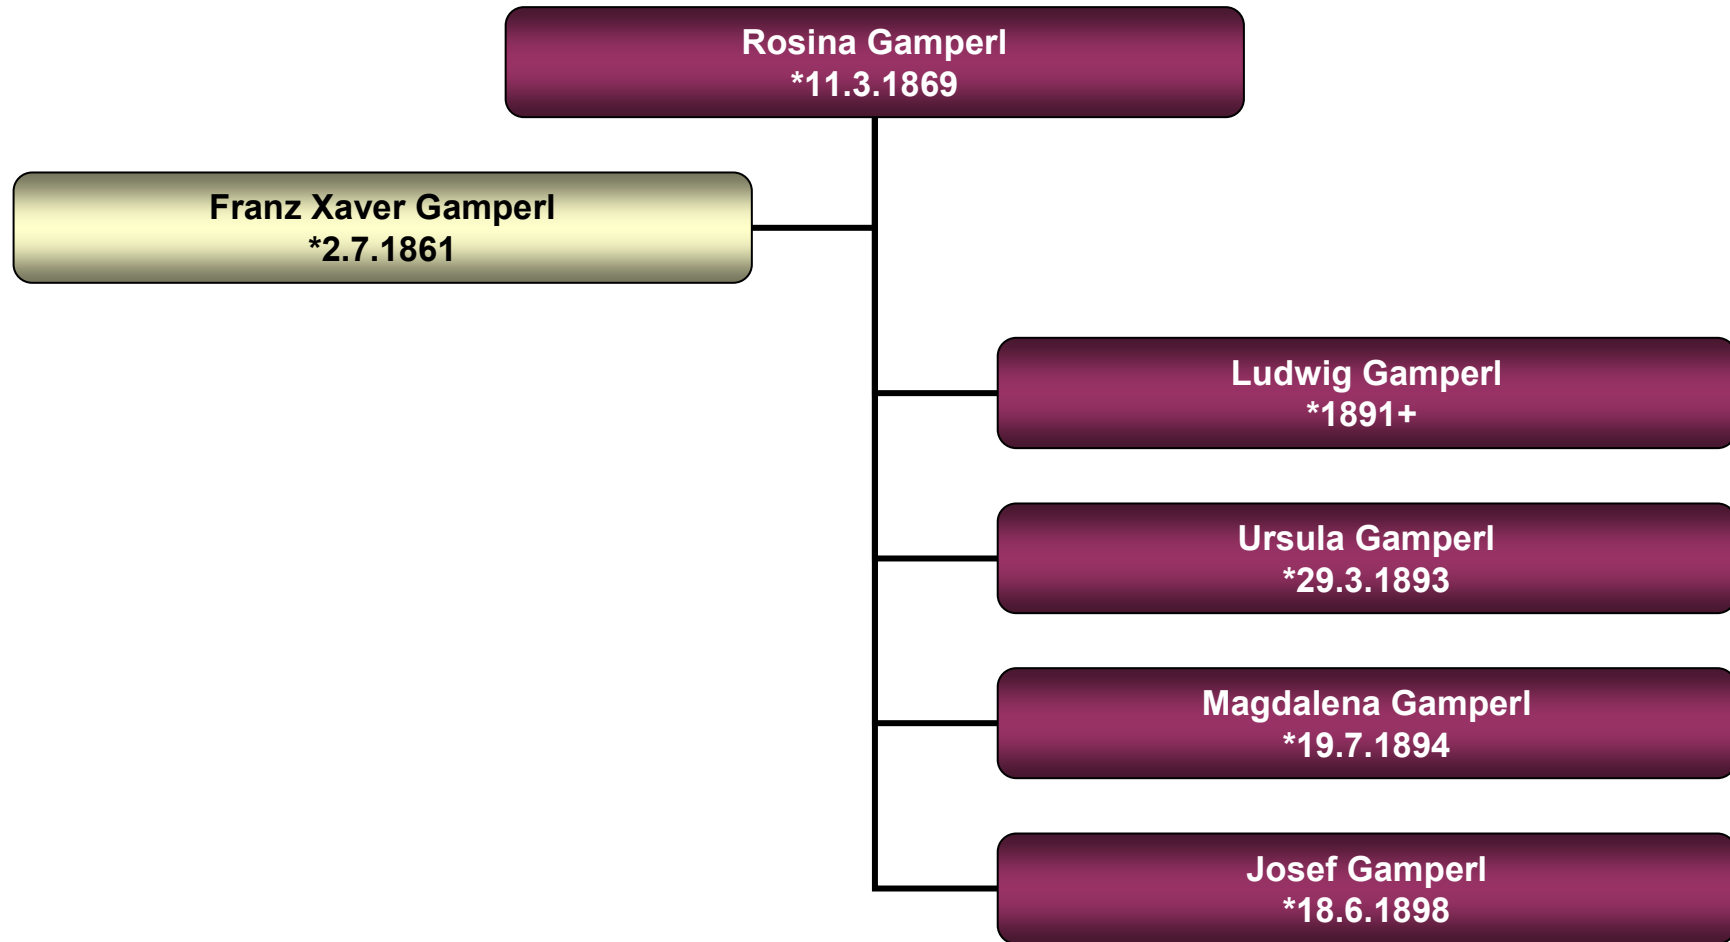 Rosina Gamperl
*11.3.1869
Franz Xaver Gamperl
*2.7.1861
Ludwig Gamperl
*1891+
Ursula Gamperl
*29.3.1893
Magdalena Gamperl
*19.7.1894
Josef Gamperl
*18.6.1898